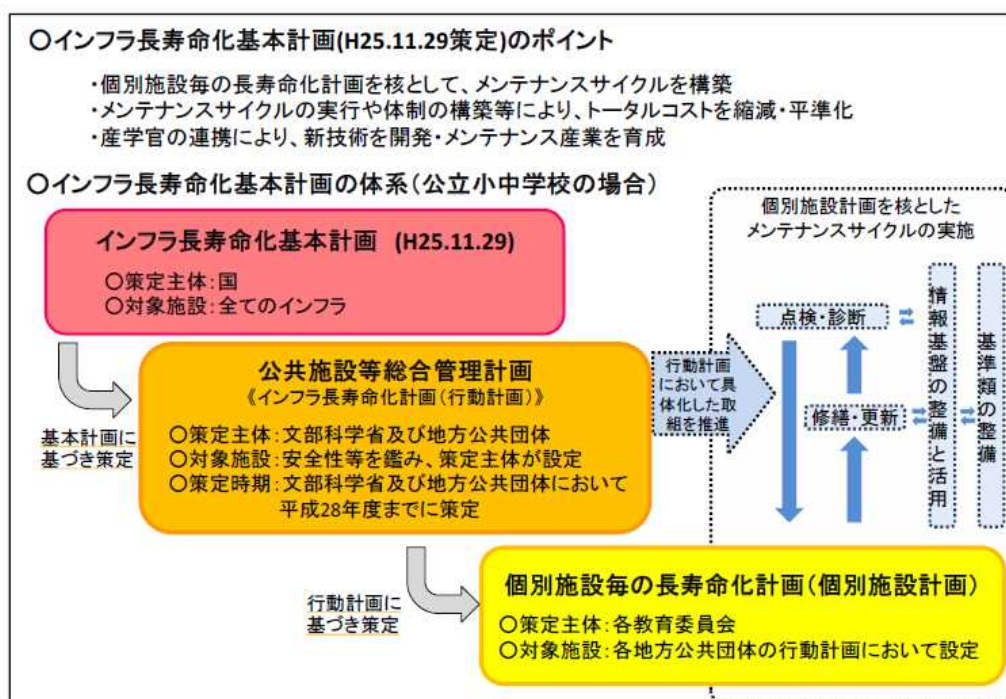 〇インフラ長寿命化基本計画(H25.11.29策定)のポイント
・個別施設毎の長寿命化計画を核として、メンテナンスサイクルを構築
・メンテナンスサイクルの実行や体制の構築等により、トータルコストを縮減・平準化
・産学官の連携により、新技術を開発・メンテナンス産業を育成
〇インフラ長寿命化基本計画の体系(公立小中学校の場合)
インフラ長寿命化基本計画 (H25.11.29)
〇策定主体:国
〇対象施設:全てのインフラ
基本計画に
基づき策定
公共施設等総合管理計画
《インフラ長寿命化計画(行動計画)》
〇策定主体:文部科学省及び地方公共団体
〇対象施設:安全性等を鑑み、策定主体が設定
〇策定時期:文部科学省及び地方公共団体において
平成28年度までに策定
行動計画
において具
体化した取
組を推進
個別施設計画を核とした
メンテナンスサイクルの実施
点検・診断
修繕・更新
情報基盤の整備と活用
基準類の整備
行動計画に
基づき策定
個別施設毎の長寿命化計画(個別施設計画)
〇策定主体:各教育委員会
〇対象施設:各地方公共団体の行動計画において設定